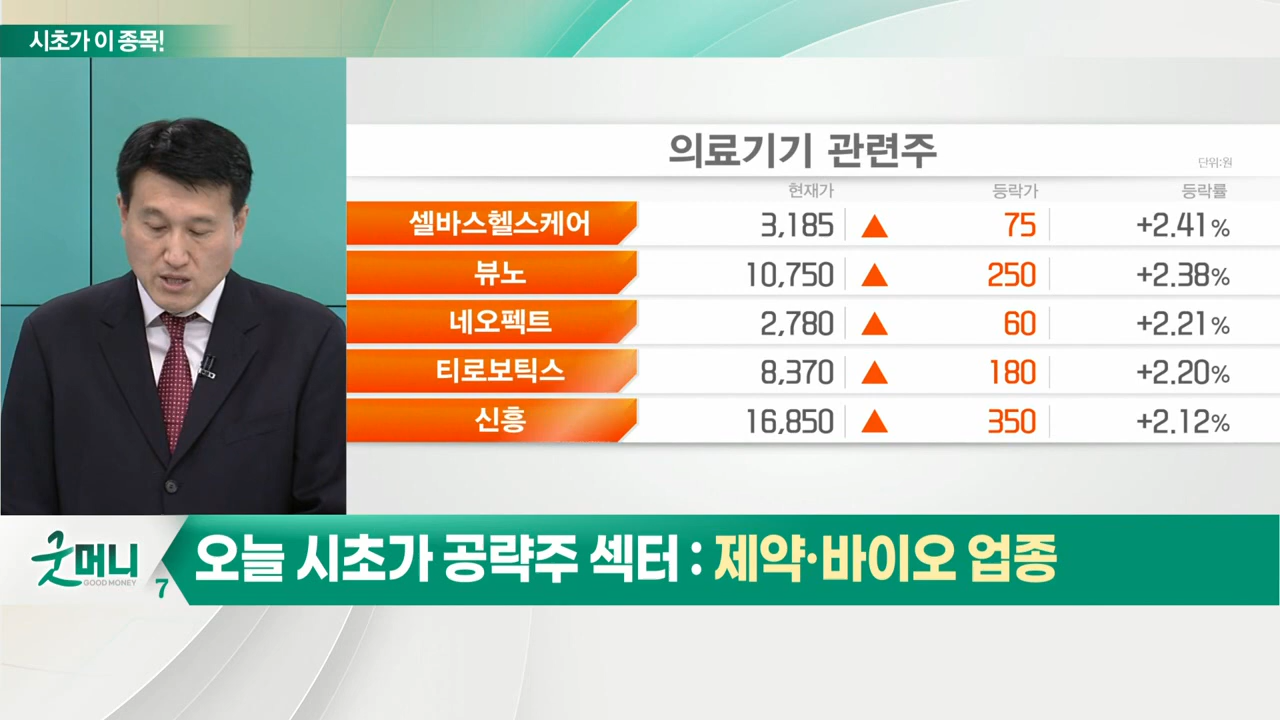 시초가 이 종목!
의료기기 관련주
단위:원
현재가 등락가 등락률
셀바스헬스케어 3,185 ▲ 75 +2.41%
뷰노 10,750 ▲ 250 +2.38%
네오펙트 2,780 ▲ 60 +2.21%
티로보틱스 8,370 ▲ 180 +2.20%
신흥 16,850 ▲ 350 +2.12%
굿머니
GOOD MONEY
7
오늘 시초가 공략주 섹터 : 제약·바이오 업종